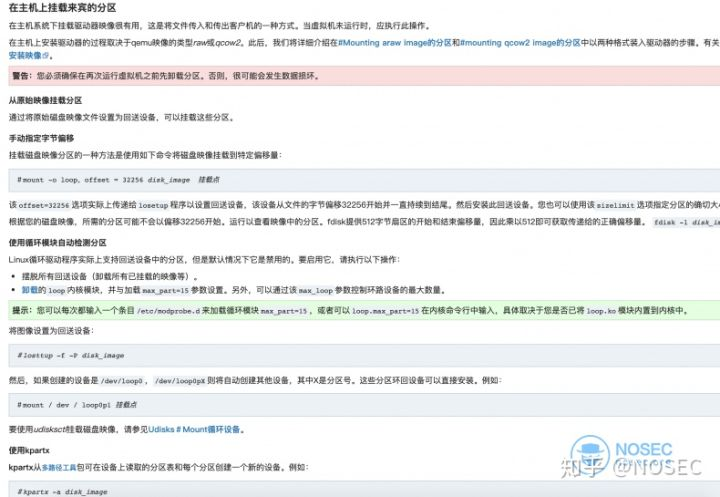 在主机上挂载来宾的分区
在主机系统下挂载驱动器映像很有用，这是将文件传入和传出客户机的一种方式。当虚拟机未运行时，应执行此操作。
在主机上安装驱动器的过程取决于qemu映像的类型raw或qcow2。此后，我们将详细介绍在#Mounting araw image的分区和#mounting qcow2 image的分区中以两种格式装入驱动器的步骤。有关
安装映像。
警告：您必须确保在再次运行虚拟机之前先卸载分区。否则，很可能会发生数据损坏。
从原始映像挂载分区
通过将原始磁盘映像文件设置为回送设备，可以挂载这些分区。
手动指定字节偏移
挂载磁盘映像分区的一种方法是使用如下命令将磁盘映像挂载到特定偏移量：
#mount -o loop，offset = 32256 disk_image 挂载点
该 offset=32256 选项实际上传递给 losetup 程序以设置回送设备，该设备从文件的字节偏移32256开始并一直持续到结尾。然后安装此回送设备。您也可以使用该 sizelimit 选项指定分区的确切大
根据您的磁盘映像，所需的分区可能不会以偏移32256开始。运行以查看映像中的分区。fdisk提供512字节扇区的开始和结束偏移量，因此乘以512即可获取传递给的正确偏移量。 fdisk -l disk_i
使用循环模块自动检测分区
Linux循环驱动程序实际上支持回送设备中的分区，但是默认情况下它是禁用的。要启用它，请执行以下操作：
• 摆脱所有回送设备（卸载所有已挂载的映像等）。
• 卸载的 loop 内核模块，并与加载 max_part=15 参数设置。另外，可以通过该 max_loop 参数控制环路设备的最大数量。
提示：您可以每次都输入一个条目 /etc/modprobe.d 来加载循环模块 max_part=15 ，或者可以 loop.max_part=15 在内核命令行中输入，具体取决于您是否已将 loop.ko 模块内置到内核中。
将图像设置为回送设备：
#losttup -f -P disk_image
然后，如果创建的设备是 /dev/loop0 ， /dev/loop0pX 则将自动创建其他设备，其中X是分区号。这些分区环回设备可以直接安装。例如：
#mount / dev / loop0p1 挂载点
要使用udisksctl挂载磁盘映像，请参见Udisks＃Mount循环设备。
使用kpartx
kpartx从多路径工具包可在设备上读取的分区表和每个分区创建一个新的设备。例如：
#kpartx -a disk_image
NOSEC
知乎 @NOSEC